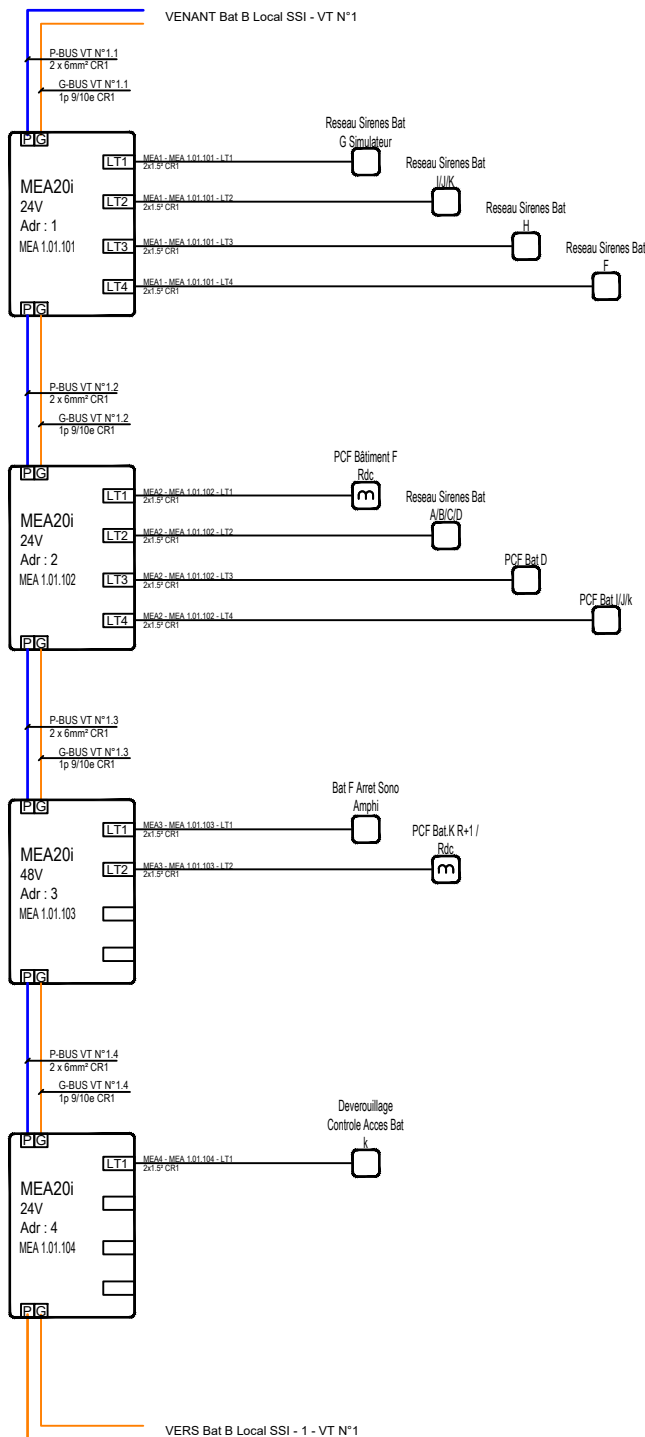 VENANT Bat B Local SSI - VT N°1
P-BUS VT N°1.1
2 x 6mm² CR1
G-BUS VT N°1.1
1p 9/10e CR1
P G
MEA20i
24V
Adr : 1
MEA 1.01.101
LT1
MEA1 - MEA 1.01.101 - LT1
2x1.5² CR1
Reseau Sirenes Bat
G Simulateur
LT2
MEA1 - MEA 1.01.101 - LT2
2x1.5² CR1
Reseau Sirenes Bat
I/J/K
LT3
MEA1 - MEA 1.01.101 - LT3
2x1.5² CR1
Reseau Sirenes Bat
H
LT4
MEA1 - MEA 1.01.101 - LT4
2x1.5² CR1
Reseau Sirenes Bat
F
P G
P-BUS VT N°1.2
2 x 6mm² CR1
G-BUS VT N°1.2
1p 9/10e CR1
P G
MEA20i
24V
Adr : 2
MEA 1.01.102
LT1
MEA2 - MEA 1.01.102 - LT1
2x1.5² CR1
PCF Bâtiment F
Rdc
m
LT2
MEA2 - MEA 1.01.102 - LT2
2x1.5² CR1
Reseau Sirenes Bat
A/B/C/D
LT3
MEA2 - MEA 1.01.102 - LT3
2x1.5² CR1
PCF Bat D
LT4
MEA2 - MEA 1.01.102 - LT4
2x1.5² CR1
PCF Bat I/J/k
P G
P-BUS VT N°1.3
2 x 6mm² CR1
G-BUS VT N°1.3
1p 9/10e CR1
P G
MEA20i
48V
Adr : 3
MEA 1.01.103
LT1
MEA3 - MEA 1.01.103 - LT1
2x1.5² CR1
Bat F Arret Sono
Amphi
LT2
MEA3 - MEA 1.01.103 - LT2
2x1.5² CR1
PCF Bat.K R+1 /
Rdc
m
P G
P-BUS VT N°1.4
2 x 6mm² CR1
G-BUS VT N°1.4
1p 9/10e CR1
P G
MEA20i
24V
Adr : 4
MEA 1.01.104
LT1
MEA4 - MEA 1.01.104 - LT1
2x1.5² CR1
Deverouillage
Controle Acces Bat
k
P G
VERS Bat B Local SSI - 1 - VT N°1